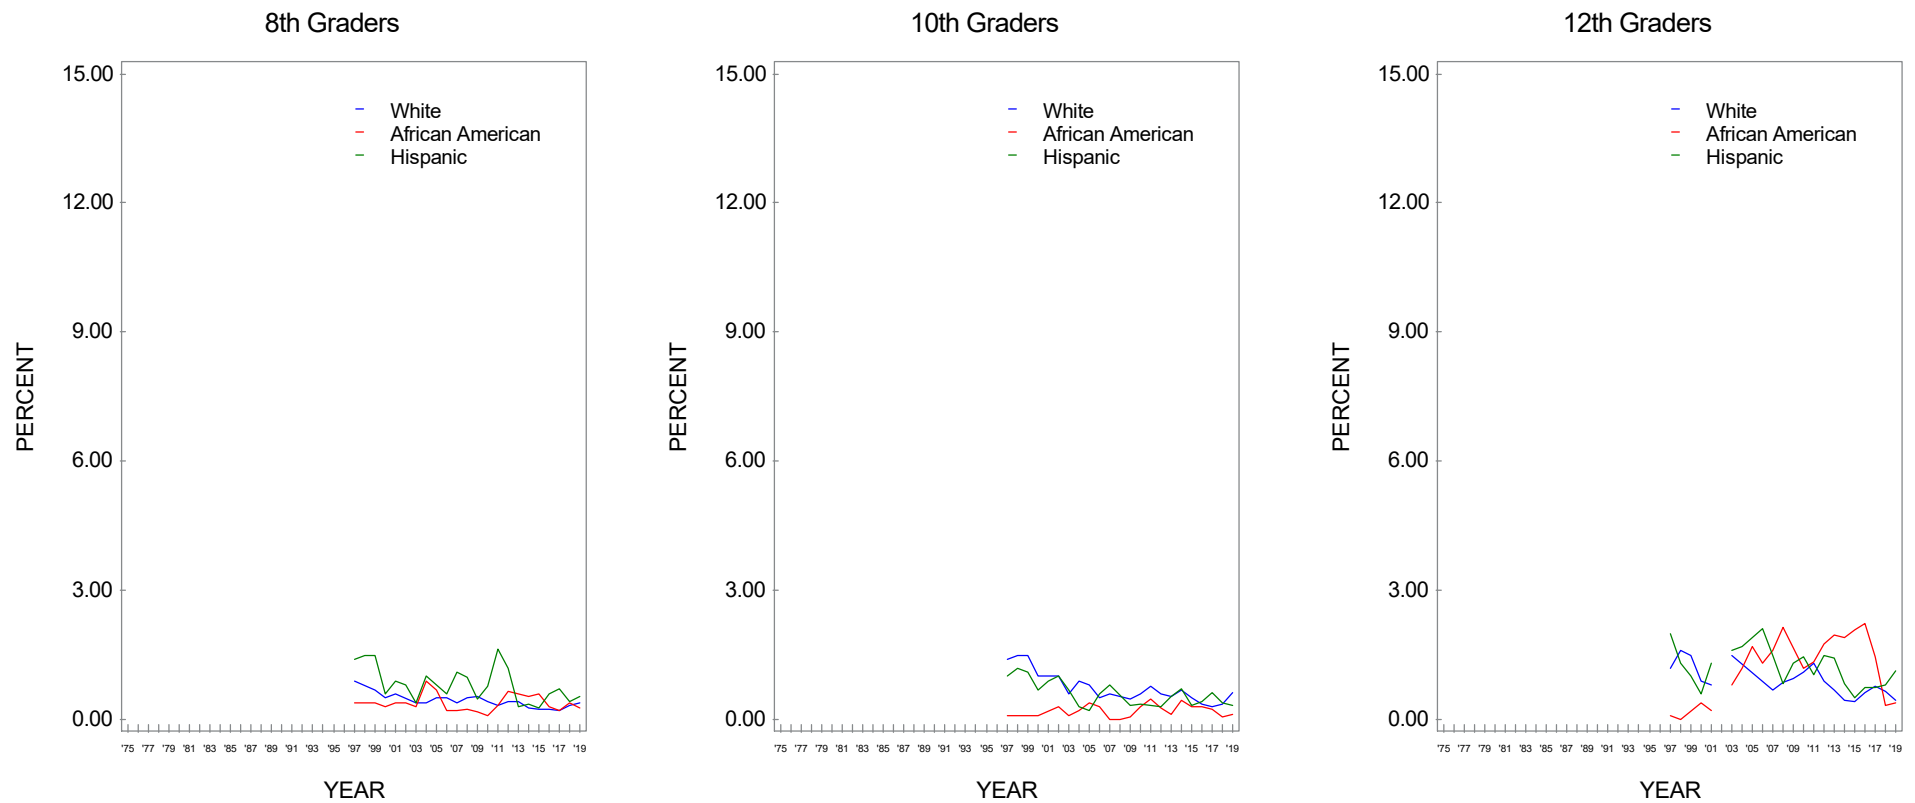 8th Graders
15.00
12.00
9.00
6.00
3.00
0.00
PERCENT
White
African American
Hispanic
'75 '77 '79 '81 '83 '85 '87 '89 '91 '93 '95 '97 '99 '01 '03 '05 '07 '09 '11 '13 '15 '17 '19
YEAR
10th Graders
15.00
12.00
9.00
6.00
3.00
0.00
PERCENT
White
African American
Hispanic
'75 '77 '79 '81 '83 '85 '87 '89 '91 '93 '95 '97 '99 '01 '03 '05 '07 '09 '11 '13 '15 '17 '19
YEAR
12th Graders
15.00
12.00
9.00
6.00
3.00
0.00
PERCENT
White
African American
Hispanic
'75 '77 '79 '81 '83 '85 '87 '89 '91 '93 '95 '97 '99 '01 '03 '05 '07 '09 '11 '13 '15 '17 '19
YEAR